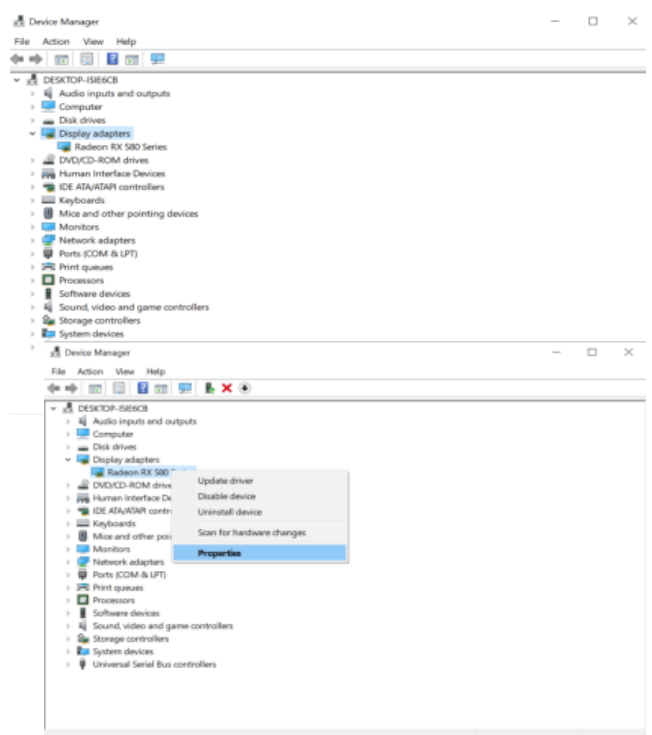 Device Manager
File Action View Help
DESKTOP-ISIE6CB
Audio inputs and outputs
Computer
Disk drives
Display adapters
Radeon RX 580 Series
DVD/CD-ROM drives
Human Interface Devices
IDE ATA/ATAPI controllers
Keyboards
Mice and other pointing devices
Monitors
Network adapters
Ports (COM & LPT)
Print queues
Processors
Software devices
Sound, video and game controllers
Storage controllers
System devices
Device Manager
File Action View Help
DESKTOP-ISIE6CB
Audio inputs and outputs
Computer
Disk drives
Display adapters
Radeon RX 580
DVD/CD-ROM drive
Human Interface De
IDE ATA/ATAPI contr
Keyboards
Mice and other poi
Monitors
Network adapters
Ports (COM & LPT)
Print queues
Processors
Software devices
Sound, video and game controllers
Storage controllers
System devices
Universal Serial Bus controllers
Update driver
Disable device
Uninstall device
Scan for hardware changes
Properties